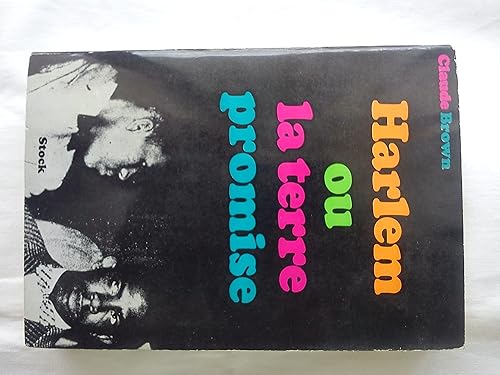 Claude Brown
Harlem
ou
la terre
promise
Stock